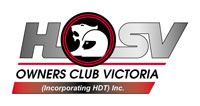 HSV
OWNERS CLUB VICTORIA
(Incorporating HDT) Inc.